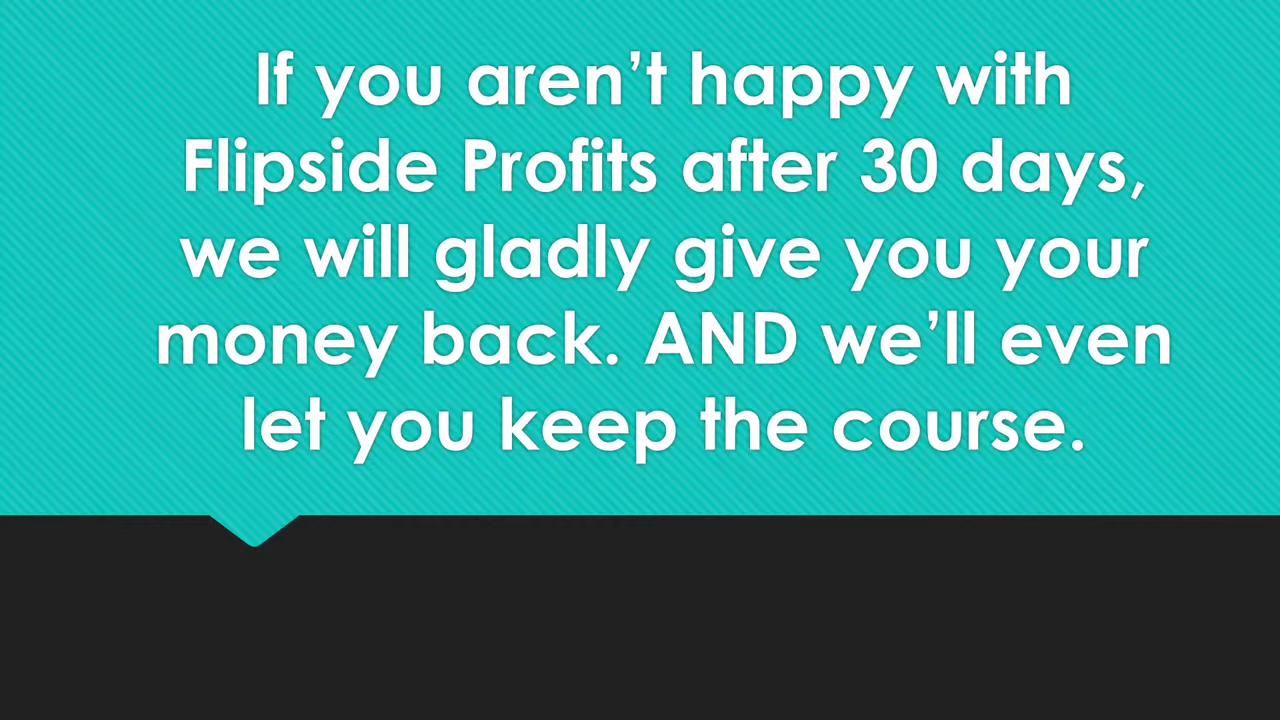 If you aren’t happy with
Flipside Profits after 30 days,
we will gladly give you your
money back. AND we’ll even
let you keep the course.